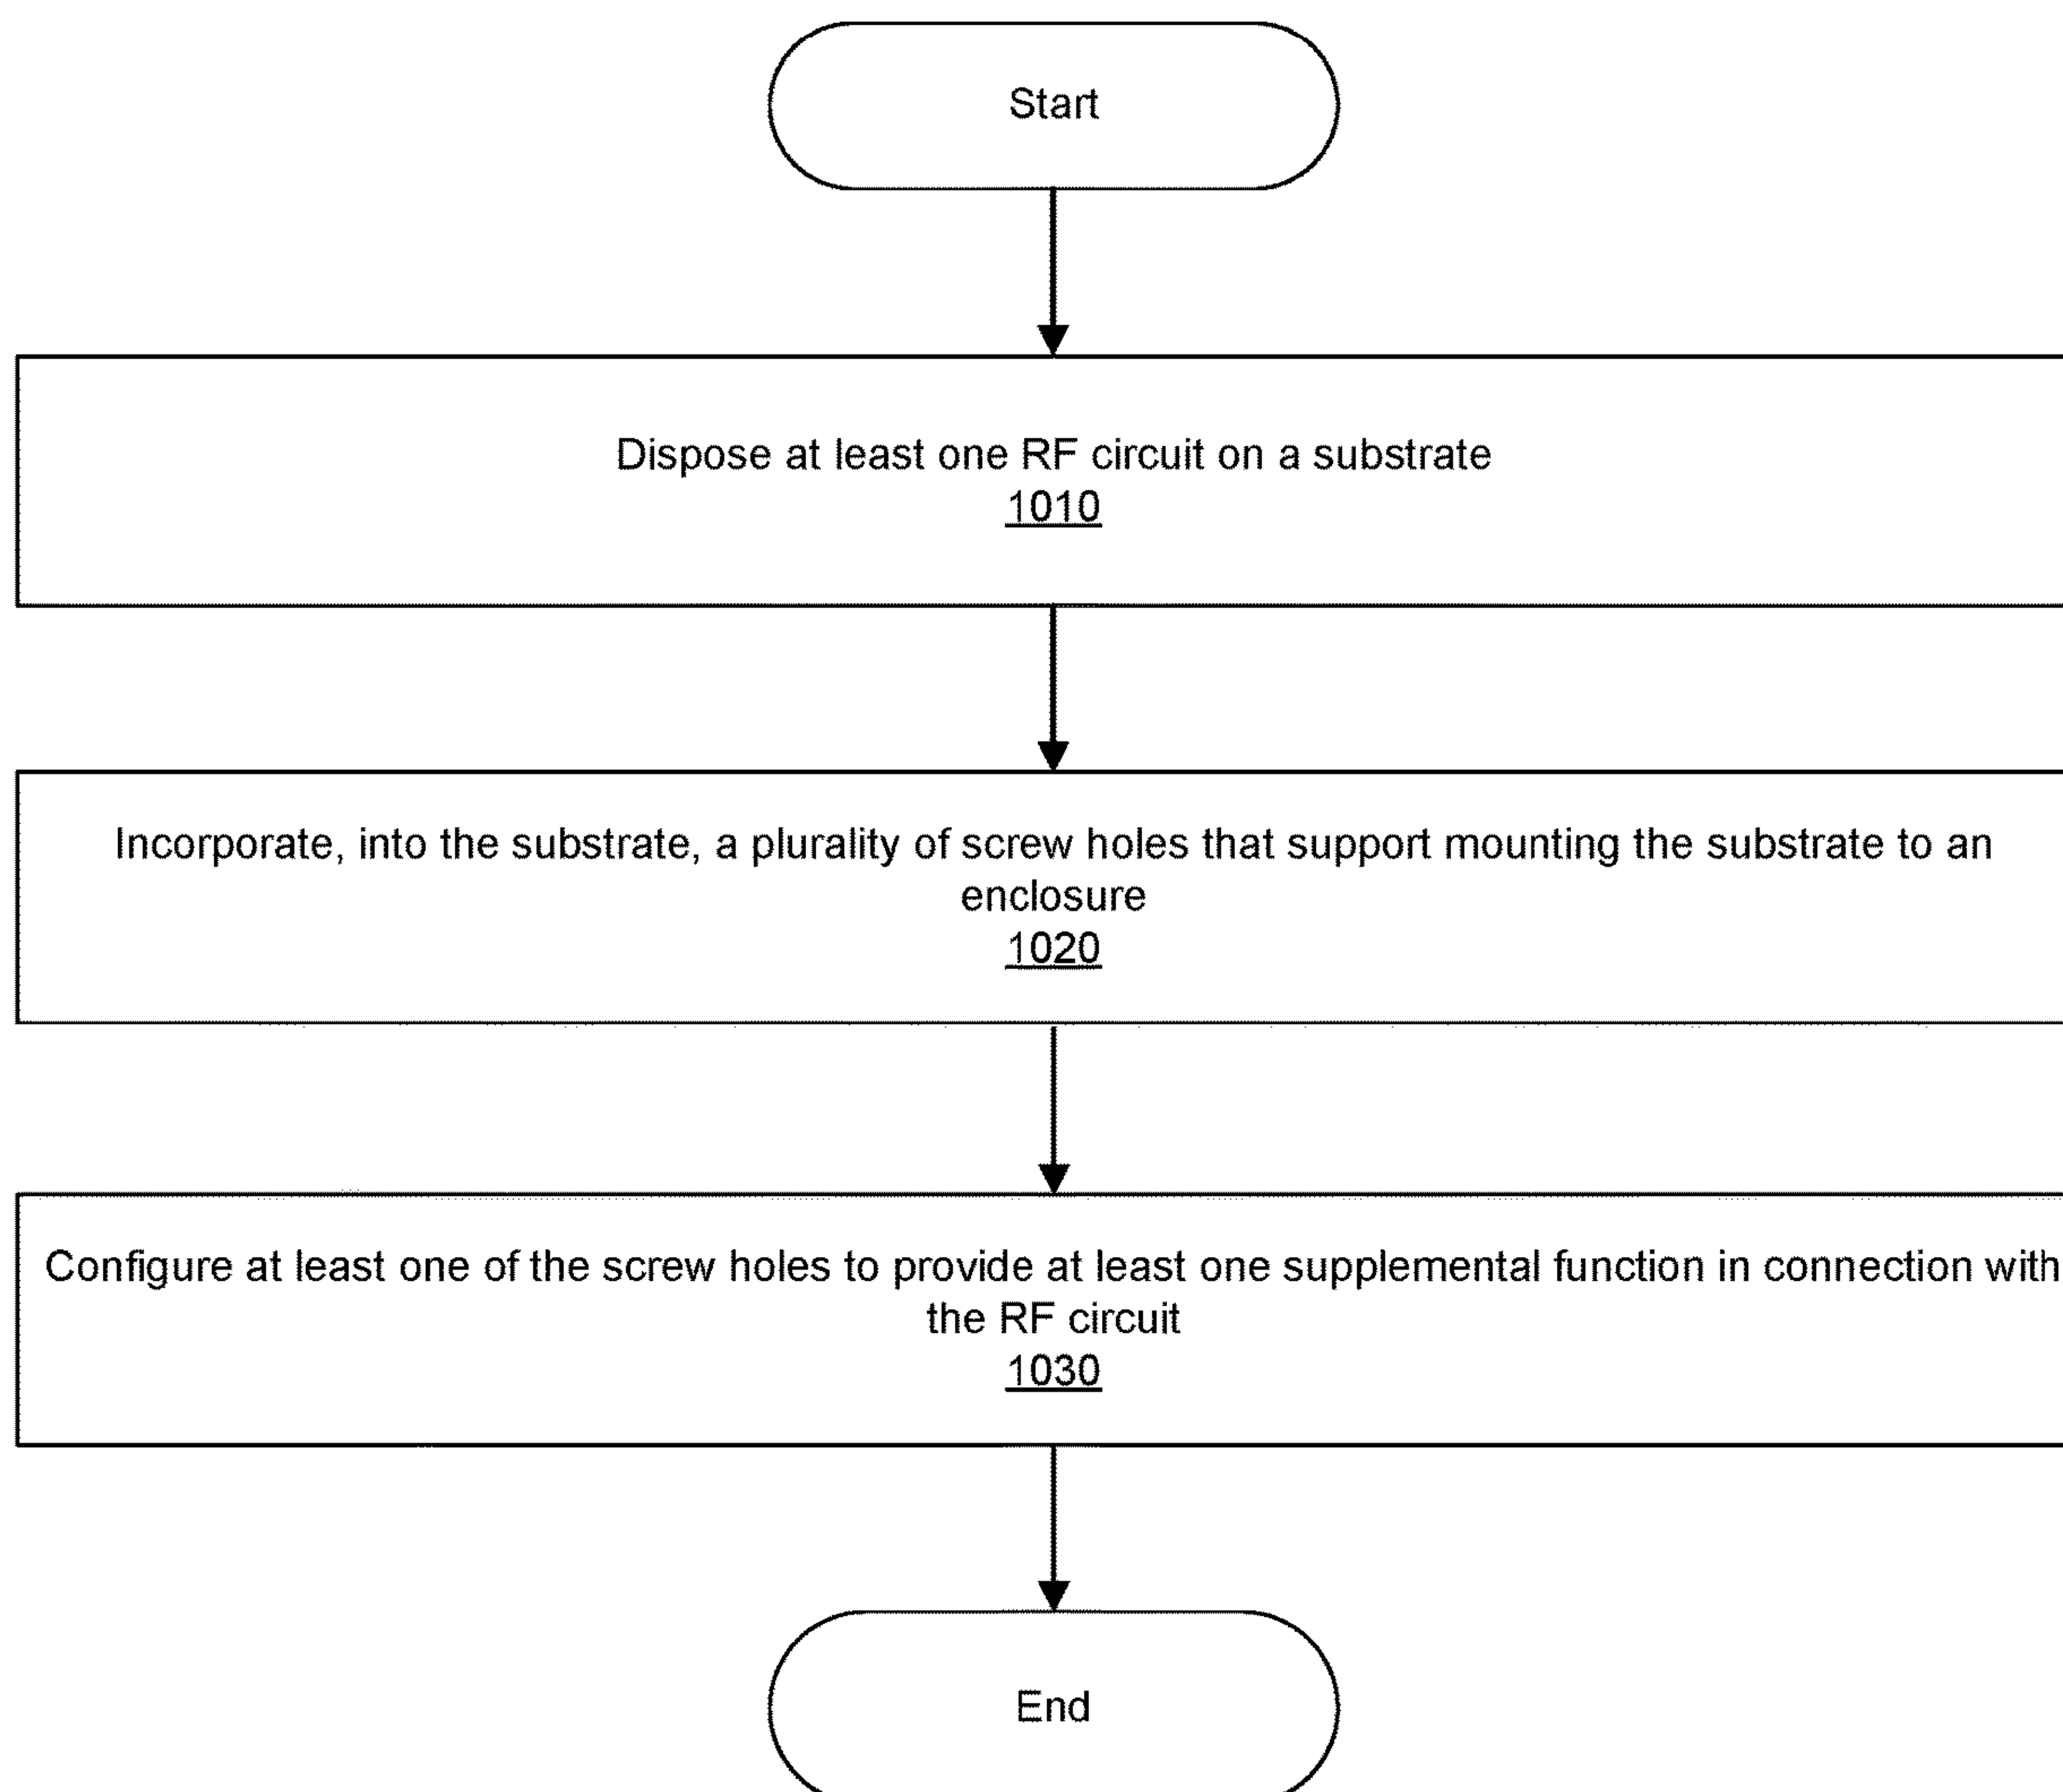 Start
Dispose at least one RF circuit on a substrate
1010
Incorporate, into the substrate, a plurality of screw holes that support mounting the substrate to an
enclosure
1020
Configure at least one of the screw holes to provide at least one supplemental function in connection with
the RF circuit
1030
End